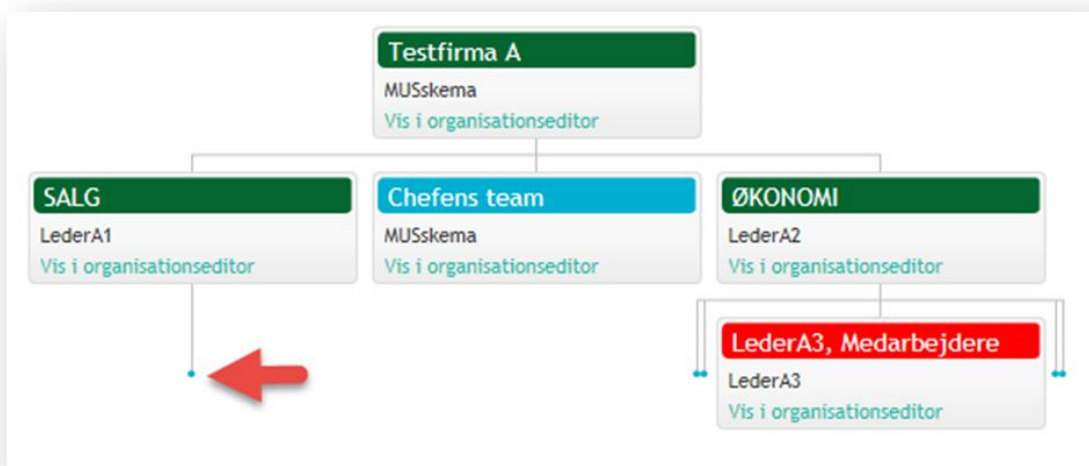 Testfirma A
MUSskema
Vis i organisationseditor
SALG
LederA1
Vis i organisationseditor
Chefens team
MUSskema
Vis i organisationseditor
ØKONOMI
LederA2
Vis i organisationseditor
LederA3, Medarbejdere
LederA3
Vis i organisationseditor